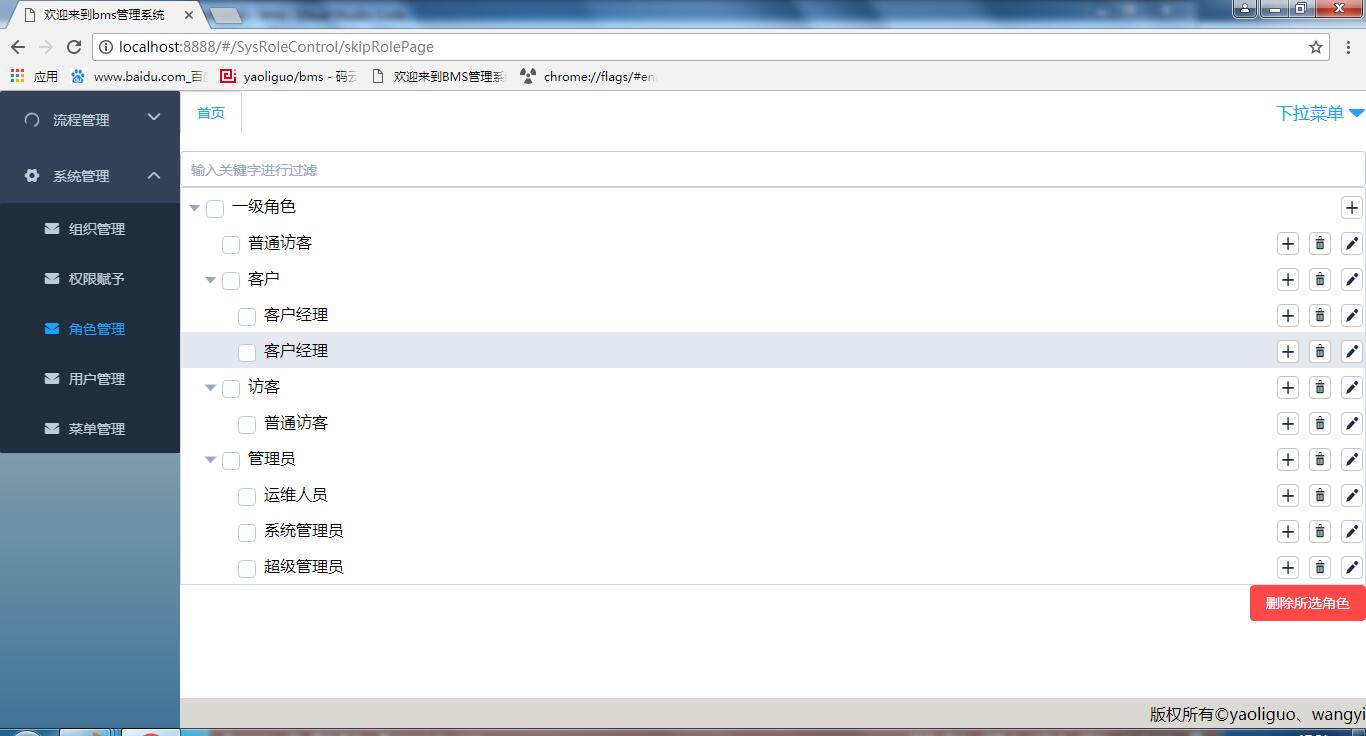 欢迎来到bms管理系统
localhost:8888/#/SysRoleControl/skipRolePage
应用 www.baidu.com_百 yaoliguo/bms - 码云 欢迎来到BMS管理系 chrome://flags/#en
流程管理
系统管理
组织管理
权限赋予
角色管理
用户管理
菜单管理
首页
下拉菜单
输入关键字进行过滤
一级角色
普通访客
客户
客户经理
客户经理
访客
普通访客
管理员
运维人员
系统管理员
超级管理员
删除所选角色
版权所有©yaoliguo、wangyi